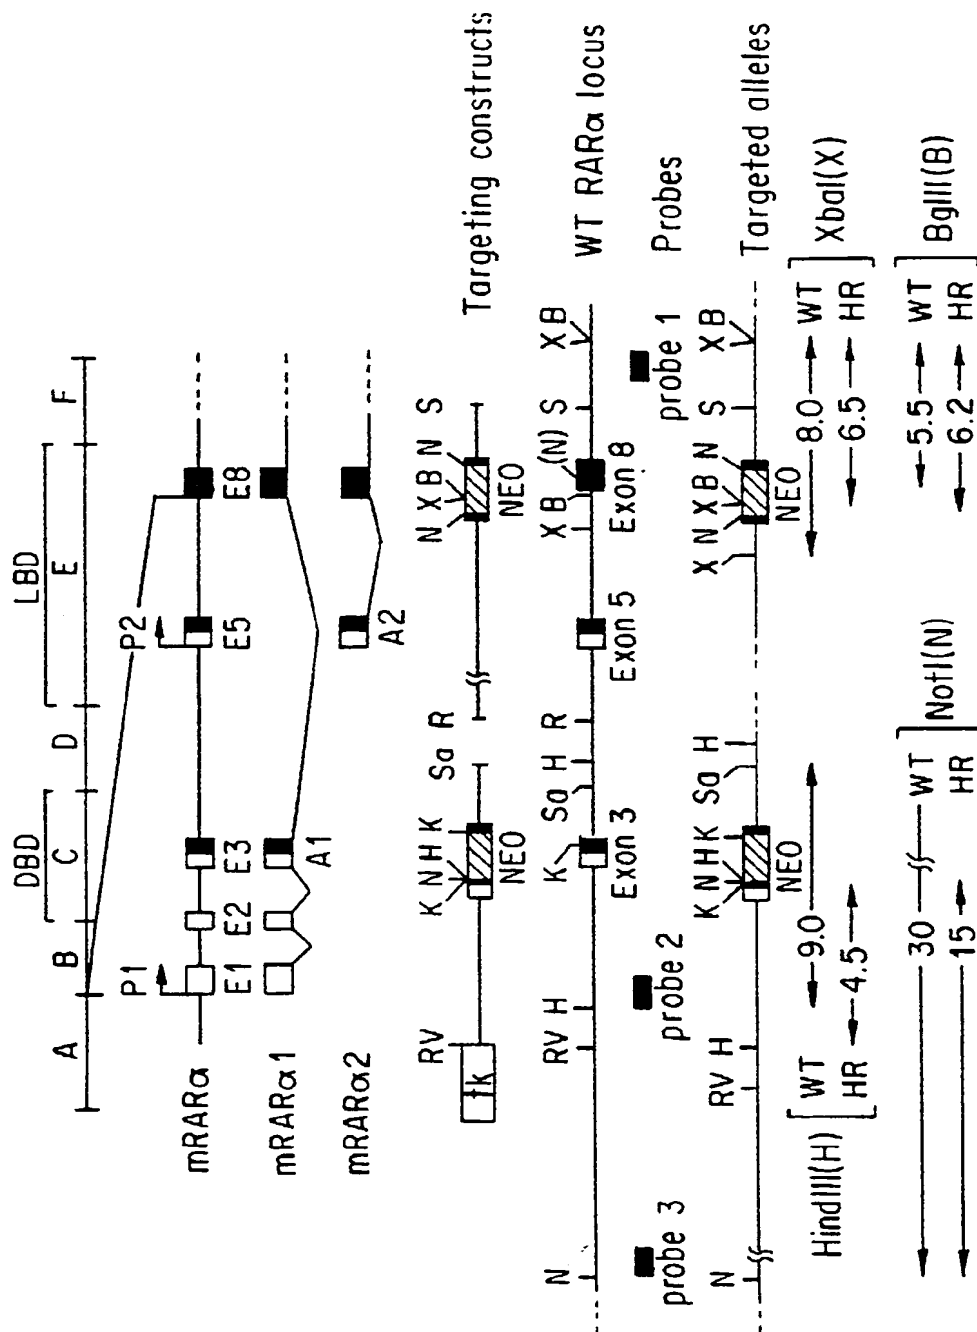 LBD
DBD
A B C D E F
P1 P2
mRARα E1 E2 E3 E5 E8
mRARα1 A1
mRARα2 A2
RV K N H K Sa R N X B N S
tk NEO NEO Targeting constructs
N RV H K Sa H R X B (N) S X B
Exon 3 Exon 5 Exon 8 WT RARα locus
probe 3 probe 2 probe 1 Probes
N RV H K N H K Sa H X N X B N S X B
NEO NEO Targeted alleles
HindIII(H) WT 9.0 8.0 WT XbaI(X)
HR 4.5 6.5 HR
30 WT NotI(N) 5.5 WT BglII(B)
15 HR 6.2 HR